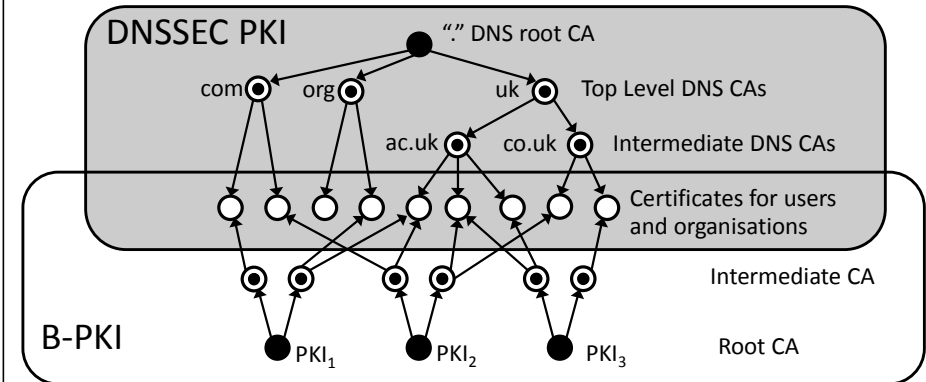 DNSSEC PKI
"." DNS root CA
com org uk Top Level DNS CAs
ac.uk co.uk Intermediate DNS CAs
Certificates for users
and organisations
Intermediate CA
B-PKI
PKI1 PKI2 PKI3 Root CA